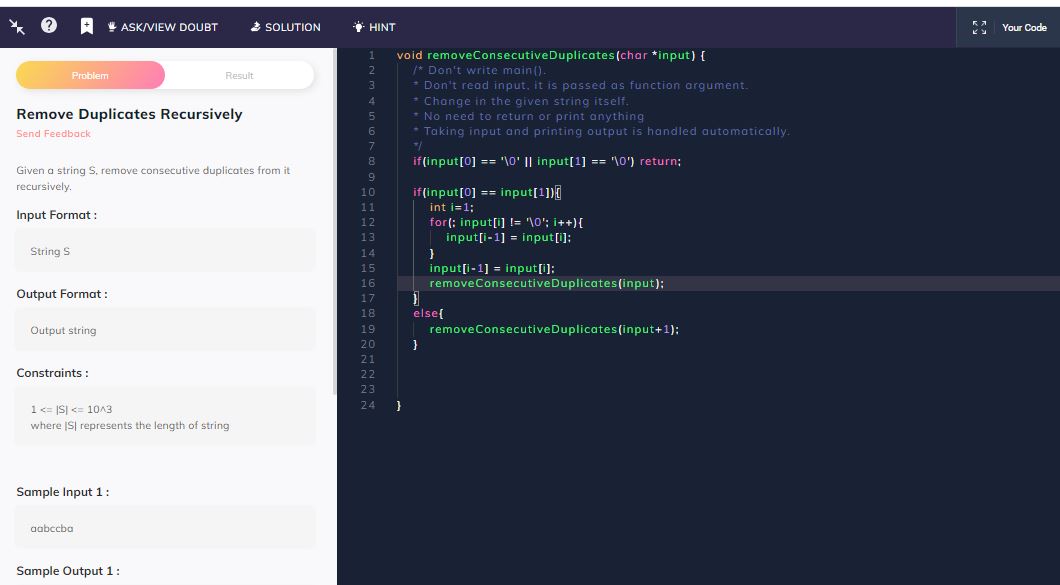 ASK/VIEW DOUBT SOLUTION HINT Your Code
Problem Result
Remove Duplicates Recursively
Send Feedback
Given a string S, remove consecutive duplicates from it
recursively.
Input Format :
String S
Output Format :
Output string
Constraints :
1 <= |S| <= 10^3
where |S| represents the length of string
Sample Input 1 :
aabccba
Sample Output 1 :
1 void removeConsecutiveDuplicates(char *input) {
2 /* Don't write main().
3 * Don't read input, it is passed as function argument.
4 * Change in the given string itself.
5 * No need to return or print anything
6 * Taking input and printing output is handled automatically.
7 */
8 if(input[0] == '\0' || input[1] == '\0') return;
9
10 if(input[0] == input[1]){
11 int i=1;
12 for(; input[i] != '\0'; i++){
13 input[i-1] = input[i];
14 }
15 input[i-1] = input[i];
16 removeConsecutiveDuplicates(input);
17 }
18 else{
19 removeConsecutiveDuplicates(input+1);
20 }
21
22
23
24 }